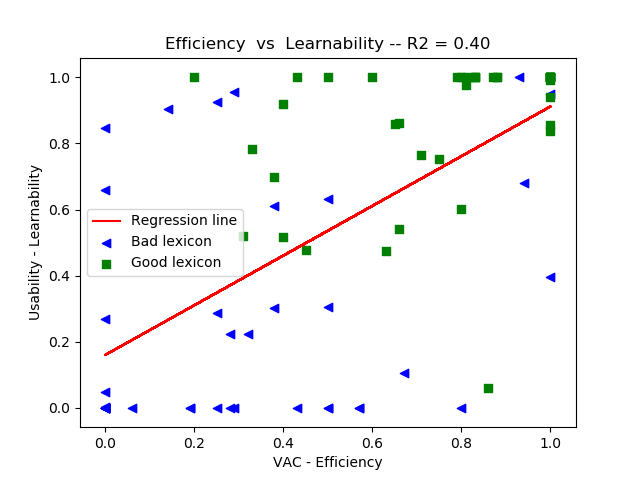 Efficiency  vs  Learnability -- R2 = 0.40
Usability - Learnability
1.0
0.8
0.6
0.4
0.2
0.0
Regression line
Bad lexicon
Good lexicon
0.0 0.2 0.4 0.6 0.8 1.0
VAC - Efficiency